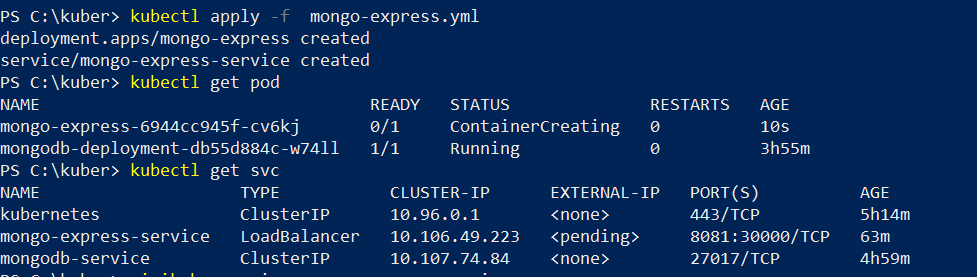 PS C:\kuber> kubectl apply -f  mongo-express.yml
deployment.apps/mongo-express created
service/mongo-express-service created
PS C:\kuber> kubectl get pod
NAME                                  READY   STATUS              RESTARTS   AGE
mongo-express-6944cc945f-cv6kj        0/1     ContainerCreating   0          10s
mongodb-deployment-db55d884c-w74ll    1/1     Running             0          3h55m
PS C:\kuber> kubectl get svc
NAME                    TYPE           CLUSTER-IP      EXTERNAL-IP   PORT(S)          AGE
kubernetes              ClusterIP      10.96.0.1       <none>        443/TCP          5h14m
mongo-express-service   LoadBalancer   10.106.49.223   <pending>     8081:30000/TCP   63m
mongodb-service         ClusterIP      10.107.74.84    <none>        27017/TCP        4h59m